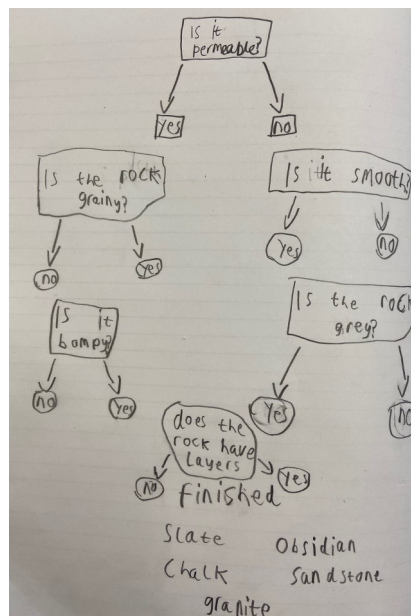 Is it
permeable?
yes
no
Is the rock
grainy?
Is it smooth?
no
yes
yes
no
Is it
bompy?
Is the rock
grey?
no
yes
yes
no
does the
rock have
Layers
no
yes
Finished
Slate
Obsidian
Chalk
Sandstone
granite